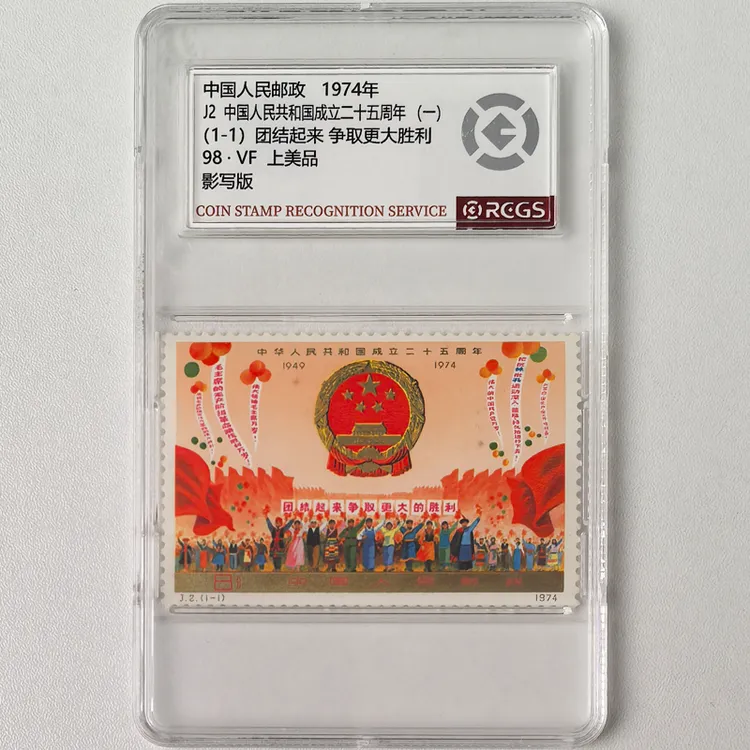 中国人民邮政 1974年
J2 中国人民共和国成立二十五周年 (一)
(1-1) 团结起来 争取更大胜利
98·VF 上美品
影写版
COIN STAMP RECOGNITION SERVICE
RCGS
中华人民共和国成立二十五周年
1949 1974
团结起来争取更大的胜利
J.2.(1-1) 1974